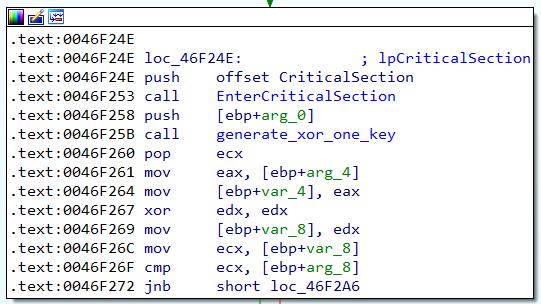 .text:0046F24E
.text:0046F24E loc_46F24E: ; lpCriticalSection
.text:0046F24E push offset CriticalSection
.text:0046F253 call EnterCriticalSection
.text:0046F258 push [ebp+arg_0]
.text:0046F25B call generate_xor_one_key
.text:0046F260 pop ecx
.text:0046F261 mov eax, [ebp+arg_4]
.text:0046F264 mov [ebp+var_4], eax
.text:0046F267 xor edx, edx
.text:0046F269 mov [ebp+var_8], edx
.text:0046F26C mov ecx, [ebp+var_8]
.text:0046F26F cmp ecx, [ebp+arg_8]
.text:0046F272 jnb short loc_46F2A6